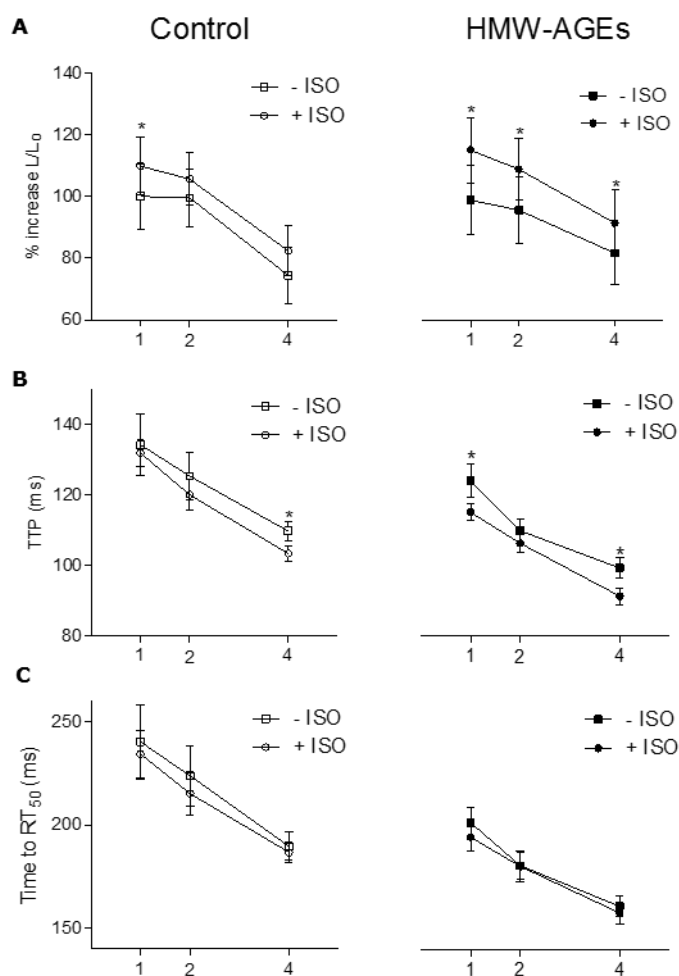 A
Control
HMW-AGEs
% increase L/L₀
140
120
100
80
60
*
- ISO
+ ISO
1
2
4
*
*
*
- ISO
+ ISO
1
2
4
B
TTP (ms)
140
120
100
80
- ISO
+ ISO
*
1
2
4
*
- ISO
+ ISO
*
1
2
4
C
Time to RT₅₀ (ms)
250
200
150
- ISO
+ ISO
1
2
4
- ISO
+ ISO
1
2
4